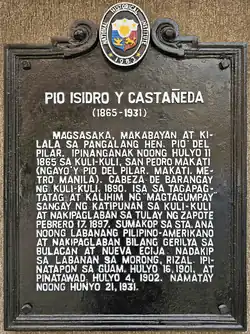 NATIONAL HISTORICAL INSTITUTE
1983
PIO ISIDRO Y CASTAÑEDA
(1865-1931)
MAGSASAKA, MAKABAYAN AT KI-
LALA SA PANGALANG HEN. PIO DEL
PILAR. IPINANGANAK NOONG HULYO 11
1865 SA KULI-KULI, SAN PEDRO MAKATI
(NGAYO'Y PIO DEL PILAR, MAKATI, ME-
TRO MANILA). CABEZA DE BARANGAY
NG KULI-KULI, 1890. ISA SA TAGAPAG-
TATAG AT KALIHIM NG MAGTAGUMPAY,
SANGAY NG KATIPUNAN SA KULI-KULI
AT NAKIPAGLABAN SA TULAY NG ZAPOTE
PEBRERO 17, 1897. SUMAKOP SA STA. ANA
NOONG LABANANG PILIPINO-AMERIKANO
AT NAKIPAGLABAN BILANG GERILYA SA
BULACAN AT NUEVA ECIJA. NADAKIP
SA LABANAN SA MORONG, RIZAL. IPI-
NATAPON SA GUAM, HULYO 16, 1901, AT
PINATAWAD, HULYO 4, 1902. NAMATAY
NOONG HUNYO 21, 1931.